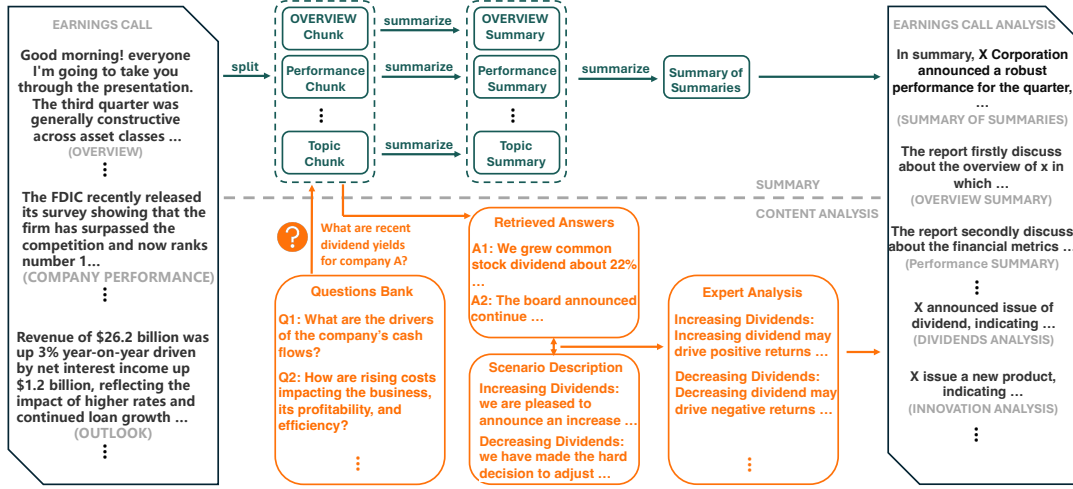 EARNINGS CALL
Good morning! everyone
I'm going to take you
through the presentation.
The third quarter was
generally constructive
across asset classes ...
(OVERVIEW)
The FDIC recently released
its survey showing that the
firm has surpassed the
competition and now ranks
number 1...
(COMPANY PERFORMANCE)
Revenue of $26.2 billion was
up 3% year-on-year driven
by net interest income up
$1.2 billion, reflecting the
impact of higher rates and
continued loan growth ...
(OUTLOOK)
split
OVERVIEW
Chunk
Performance
Chunk
Topic
Chunk
summarize
summarize
summarize
OVERVIEW
Summary
Performance
Summary
Topic
Summary
summarize
Summary of
Summaries
SUMMARY
CONTENT ANALYSIS
?
What are recent
dividend yields
for company A?
Questions Bank
Q1: What are the drivers
of the company's cash
flows?
Q2: How are rising costs
impacting the business,
its profitability, and
efficiency?
Retrieved Answers
A1: We grew common
stock dividend about 22%
...
A2: The board announced
continue ...
Scenario Description
Increasing Dividends:
we are pleased to
announce an increase ...
Decreasing Dividends:
we have made the hard
decision to adjust ...
Expert Analysis
Increasing Dividends:
Increasing dividend may
drive positive returns ...
Decreasing Dividends:
Decreasing dividend may
drive negative returns ...
EARNINGS CALL ANALYSIS
In summary, X Corporation
announced a robust
performance for the quarter,
...
(SUMMARY OF SUMMARIES)
The report firstly discuss
about the overview of x in
which ...
(OVERVIEW SUMMARY)
The report secondly discuss
about the financial metrics ...
(Performance SUMMARY)
X announced issue of
dividend, indicating ...
(DIVIDENDS ANALYSIS)
X issue a new product,
indicating ...
(INNOVATION ANALYSIS)